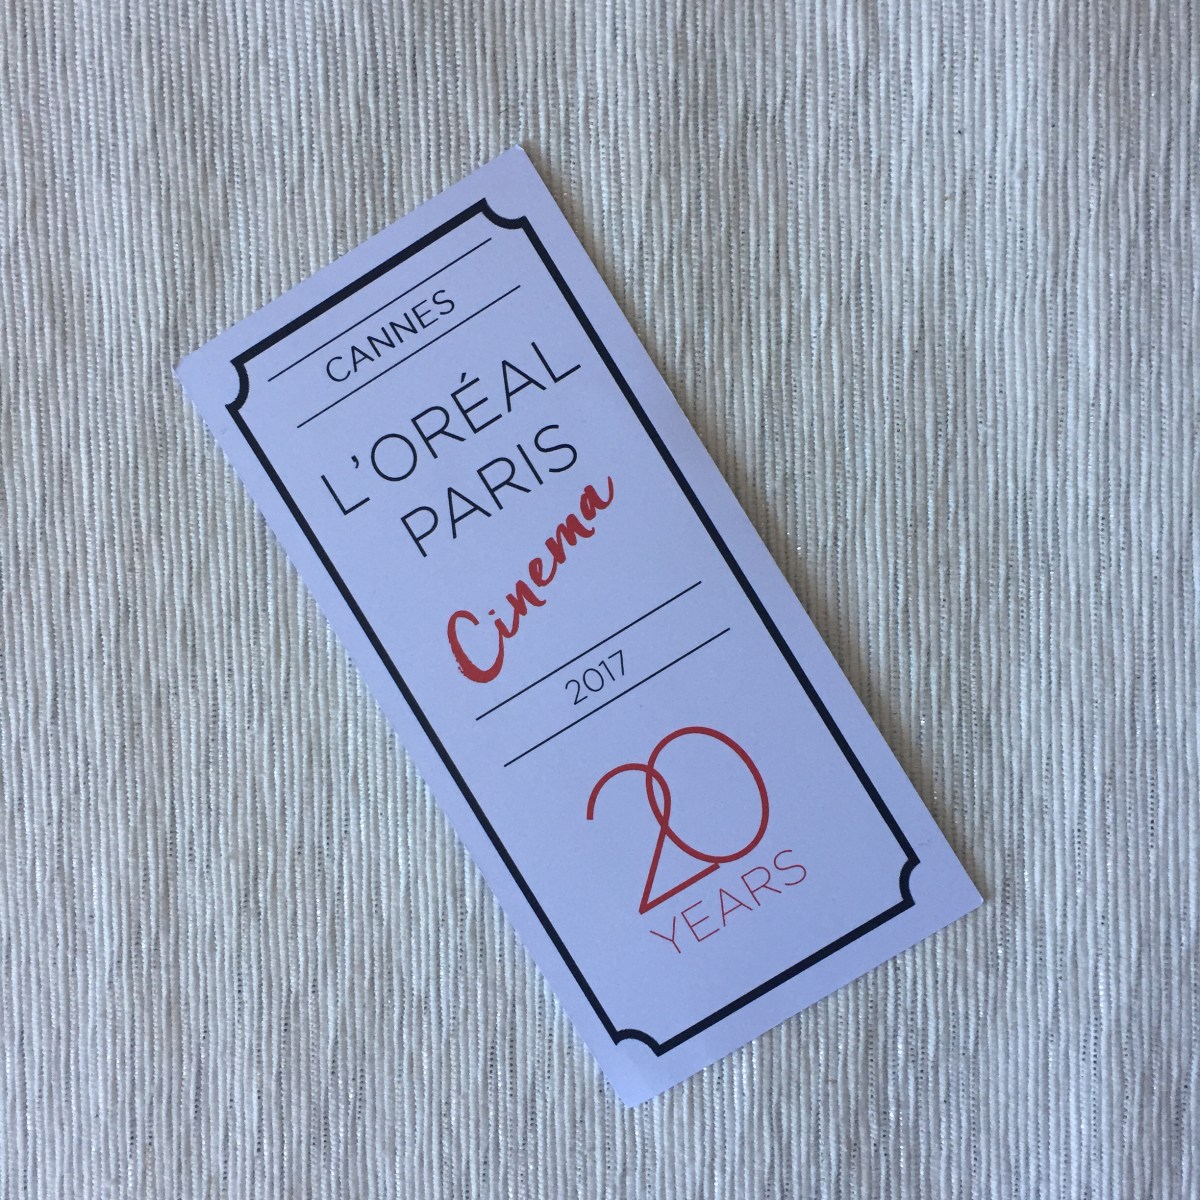 CANNES
L'ORÉAL
PARIS
Cinema
2017
20
YEARS